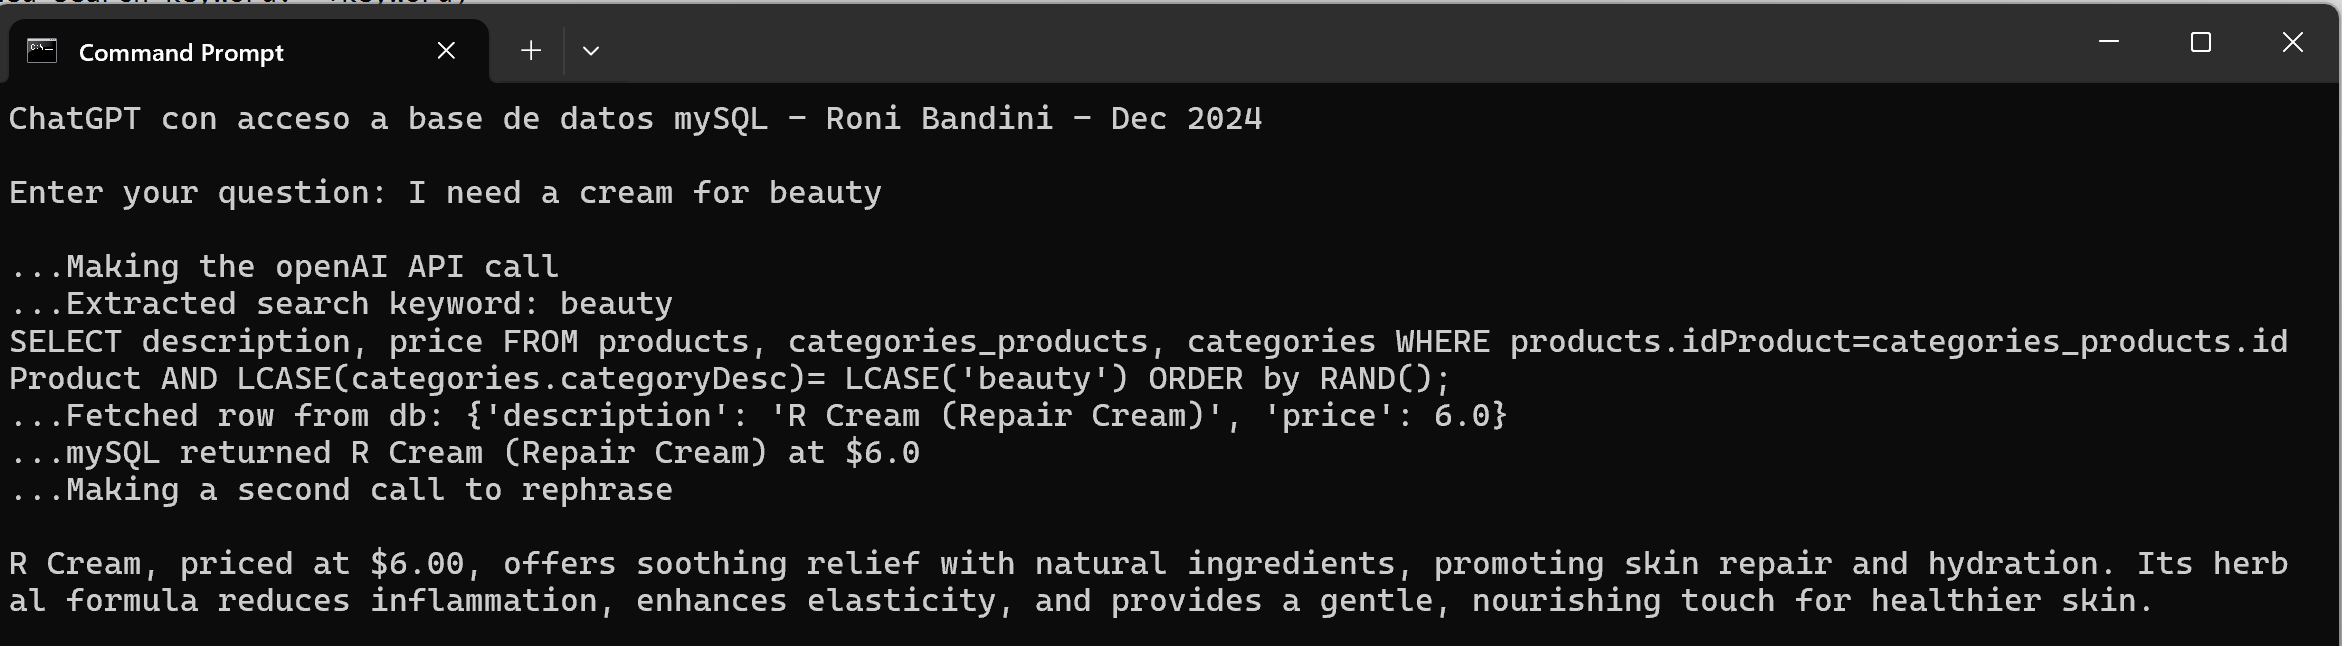 Command Prompt
ChatGPT con acceso a base de datos mySQL - Roni Bandini - Dec 2024
Enter your question: I need a cream for beauty
...Making the openAI API call
...Extracted search keyword: beauty
SELECT description, price FROM products, categories_products, categories WHERE products.idProduct=categories_products.id
Product AND LCASE(categories.categoryDesc)= LCASE('beauty') ORDER by RAND();
...Fetched row from db: {'description': 'R Cream (Repair Cream)', 'price': 6.0}
...mySQL returned R Cream (Repair Cream) at $6.0
...Making a second call to rephrase
R Cream, priced at $6.00, offers soothing relief with natural ingredients, promoting skin repair and hydration. Its herb
al formula reduces inflammation, enhances elasticity, and provides a gentle, nourishing touch for healthier skin.